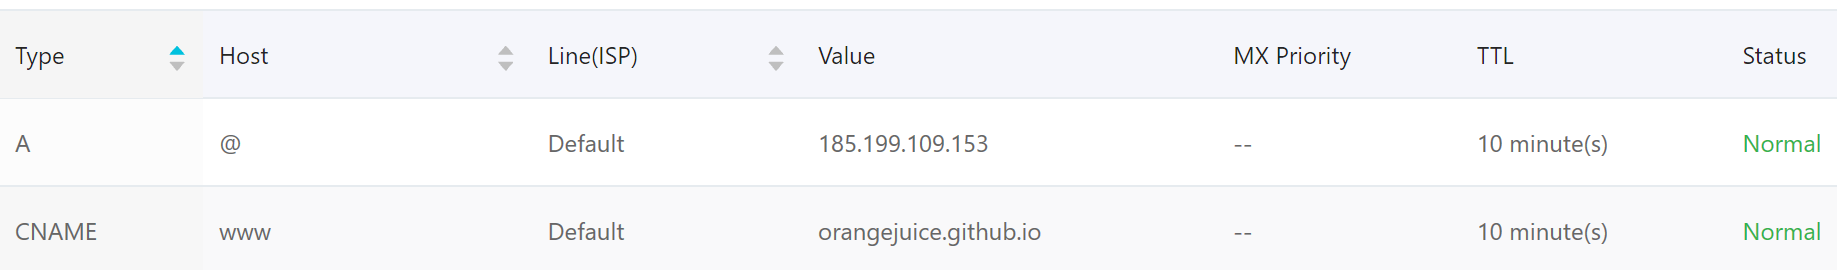 Type Host Line(ISP) Value MX Priority TTL Status
A @ Default 185.199.109.153 -- 10 minute(s) Normal
CNAME www Default orangejuice.github.io -- 10 minute(s) Normal